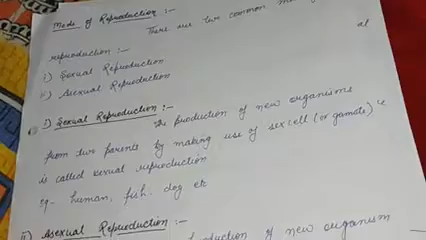 Mode of Reproduction :-
There are two common
reproduction :-
i) Sexual Reproduction
ii) Asexual Reproduction
i) Sexual Reproduction :-
the production of new organisms
from two parents by making use of sex cell (or gamate) ie
is called sexual reproduction
eg - human, fish, dog etc
ii) Asexual Reproduction :-
of new organism